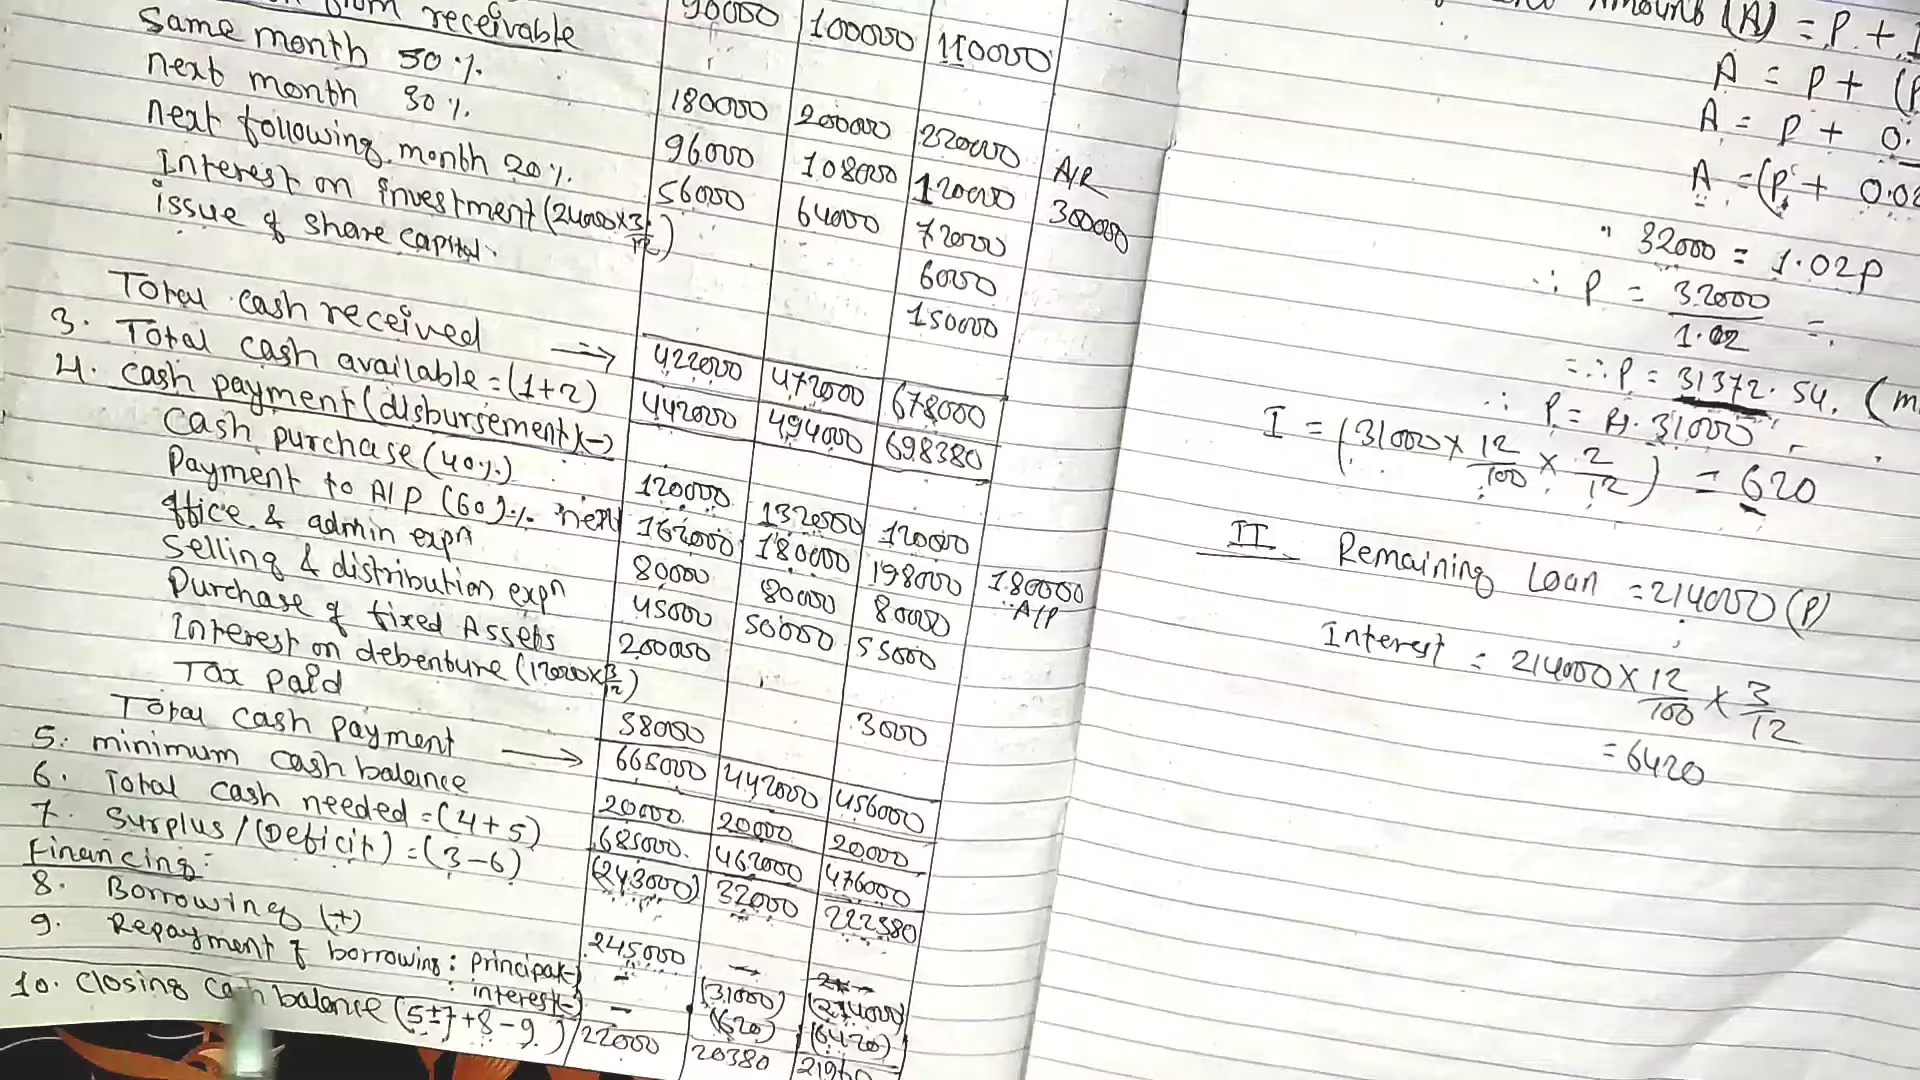 from receivable 90000 100000 110000
Same month 50%. 180000 200000 220000
next month 30%. 96000 108000 120000 A/R
next following month 20%. 56000 64000 72000 300000
Interest on investment (24000×3/12) 6000
issue of share capital. 150000
Total cash received → 422000 472000 678000
3. Total cash available = (1+2) 442000 494000 698380
4. cash payment (disbursement)(-)
Cash purchase (40%) 120000 132000 120000
Payment to A/P (60)% next 162000 180000 198000 180000 A/P
office & admin expn 80000 80000 80000
Selling & distribution expn 45000 50000 55000
Purchase of fixed Assets 200000
Interest on debenture (12000×3/12) 3000
Tax paid 58000
Total cash payment → 665000 442000 456000
5. minimum cash balance 20000. 20000. 20000
6. Total cash needed = (4+5) 685000. 462000 476000
7. Surplus/(Deficit) = (3-6) (243000) 32000 222380
Financing:
8. Borrowing (+) 245000 - -
9. Repayment of borrowing: Principal(-) - (31000) (214000)
interest(-) - (620) (6420)
10. Closing cash balance (5±7+8-9) 22000 20380 21960
Amount (A) = P + I
A = P + (P
A = P + 0.
A = (P + 0.02
32000 = 1.02P
∴ P = 32000/1.02 =
= ∴ P = 31372.54. (m
∴ P = R. 31000
I = (31000 × 12/100 × 2/12) = 620
II Remaining Loan = 214000 (P)
Interest = 214000 × 12/100 × 3/12
= 6420